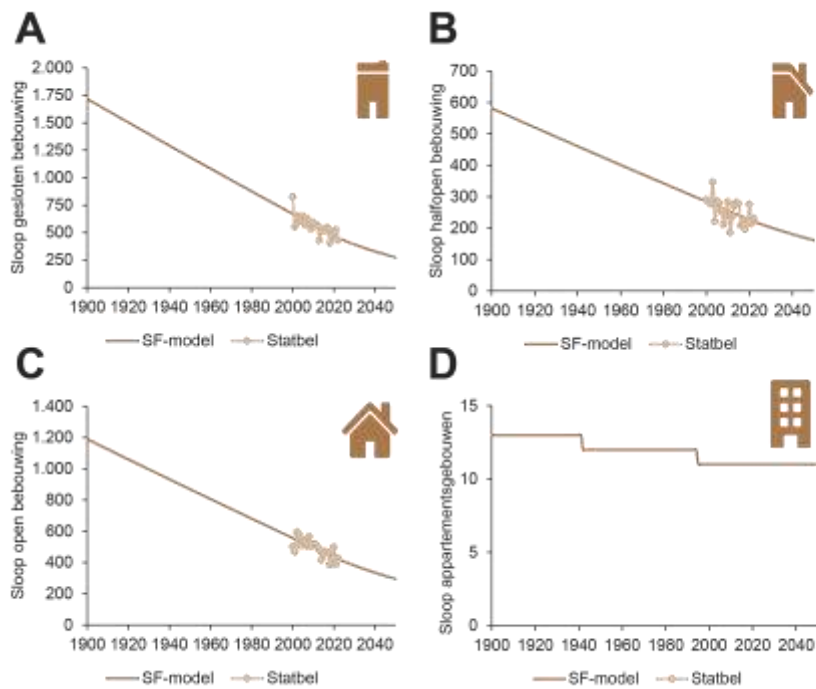 A
Sloop gesloten bebouwing
2.000
1.750
1.500
1.250
1.000
750
500
250
0
1900 1920 1940 1960 1980 2000 2020 2040
SF-model Statbel
B
Sloop halfopen bebouwing
700
600
500
400
300
200
100
0
1900 1920 1940 1960 1980 2000 2020 2040
SF-model Statbel
C
Sloop open bebouwing
1.400
1.200
1.000
800
600
400
200
0
1900 1920 1940 1960 1980 2000 2020 2040
SF-model Statbel
D
Sloop appartementsgebouwen
15
10
5
0
1900 1920 1940 1960 1980 2000 2020 2040
SF-model Statbel